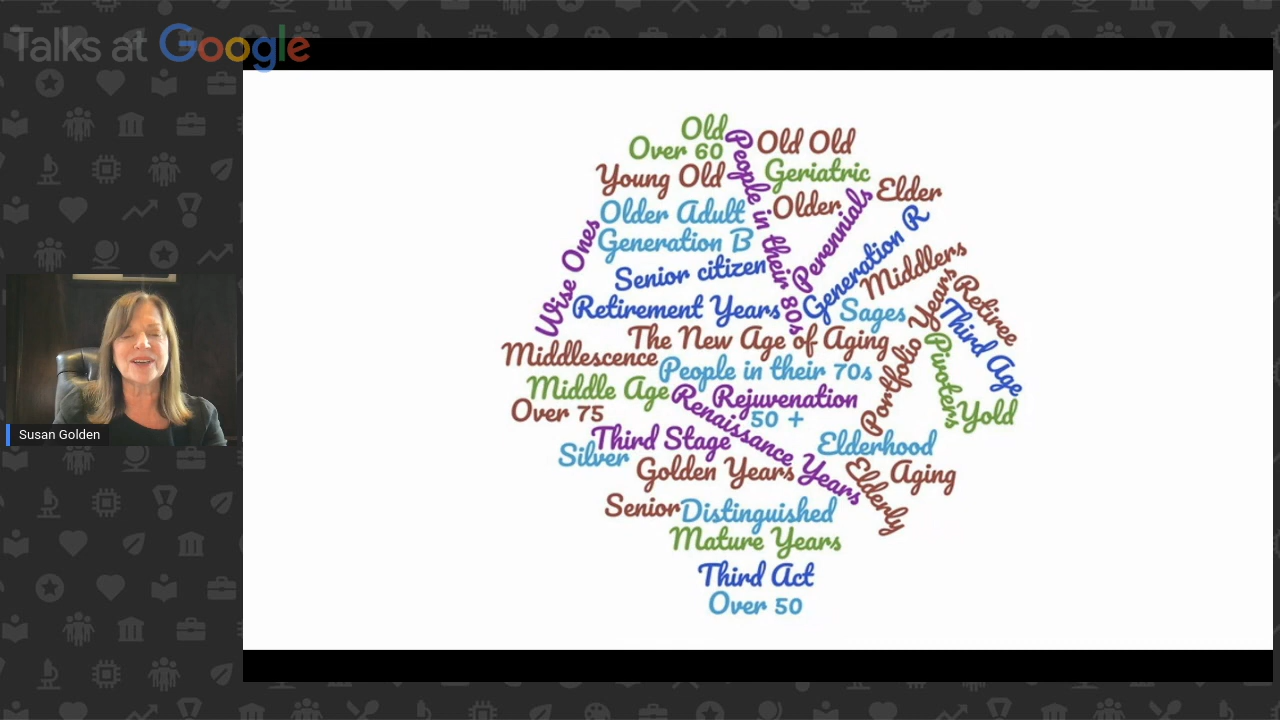 Talks at Google
Old
Over 60
People in their 80s
Old Old
Young Old
Geriatric
Elder
Older Adult
Older
Perennials
Generation B
Generation R
Wise Ones
Senior citizen
Middlers
Retirement Years
Sages
Portfolio Years
Retiree
Third Age
The New Age of Aging
Middlescence
People in their 70s
Pivoters
Middle Age
Rejuvenation
Renaissance Years
Over 75
50 +
Yold
Third Stage
Elderhood
Silver
Golden Years
Elderly
Aging
Senior
Distinguished
Mature Years
Third Act
Over 50
Susan Golden